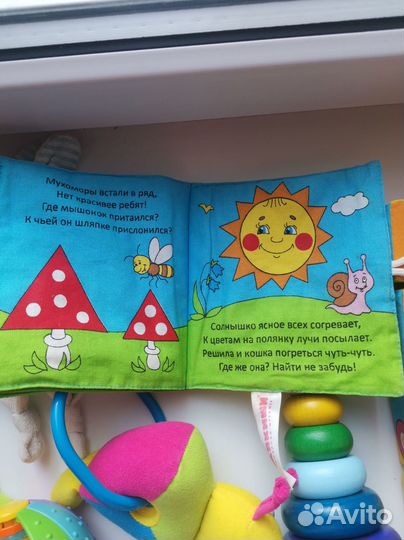 Мухоморы встали в ряд,
Нет красивее ребят!
Где мышонок притаился?
К чьей он шляпке прислонился?
Солнышко ясное всех согревает,
К цветам на полянку лучи посылает.
Решила и кошка погреться чуть-чуть.
Где же она? Найти не забудь!
Avito